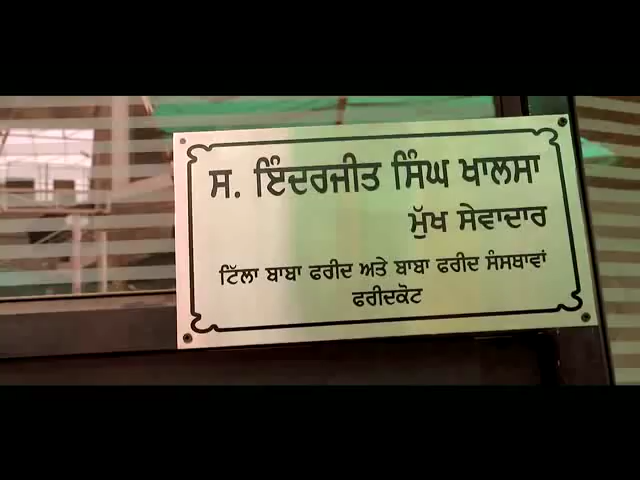 ਸ. ਇੰਦਰਜੀਤ ਸਿੰਘ ਖਾਲਸਾ
ਮੁੱਖ ਸੇਵਾਦਾਰ
ਟਿੱਲਾ ਬਾਬਾ ਫਰੀਦ ਅਤੇ ਬਾਬਾ ਫਰੀਦ ਸੰਸਥਾਵਾਂ
ਫਰੀਦਕੋਟ